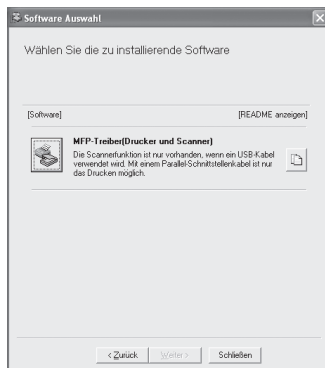 Software Auswahl
Wählen Sie die zu installierende Software
[Software] [README anzeigen]
MFP-Treiber(Drucker und Scanner)
Die Scannerfunktion ist nur vorhanden, wenn ein USB-Kabel
verwendet wird. Mit einem Parallel-Schnittstellenkabel ist nur
das Drucken möglich.
< Zurück Weiter > Schließen